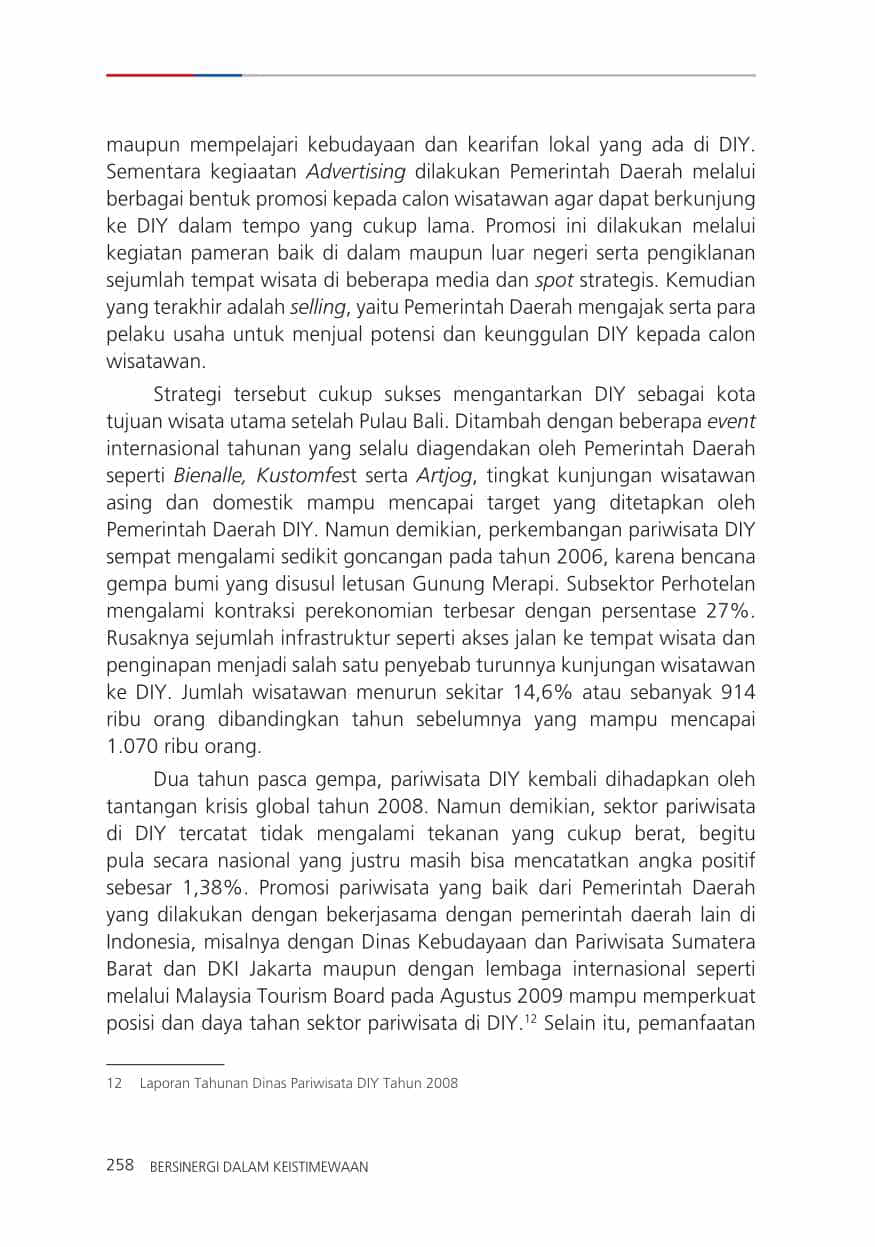 maupun mempelajari kebudayaan dan kearifan lokal yang ada di DIY.
Sementara kegiaatan Advertising dilakukan Pemerintah Daerah melalui
berbagai bentuk promosi kepada calon wisatawan agar dapat berkunjung
ke DIY dalam tempo yang cukup lama. Promosi ini dilakukan melalui
kegiatan pameran baik di dalam maupun luar negeri serta pengiklanan
sejumlah tempat wisata di beberapa media dan spot strategis. Kemudian
yang terakhir adalah selling, yaitu Pemerintah Daerah mengajak serta para
pelaku usaha untuk menjual potensi dan keunggulan DIY kepada calon
wisatawan.
Strategi tersebut cukup sukses mengantarkan DIY sebagai kota
tujuan wisata utama setelah Pulau Bali. Ditambah dengan beberapa event
internasional tahunan yang selalu diagendakan oleh Pemerintah Daerah
seperti Bienalle, Kustomfest serta Artjog, tingkat kunjungan wisatawan
asing dan domestik mampu mencapai target yang ditetapkan oleh
Pemerintah Daerah DIY. Namun demikian, perkembangan pariwisata DIY
sempat mengalami sedikit goncangan pada tahun 2006, karena bencana
gempa bumi yang disusul letusan Gunung Merapi. Subsektor Perhotelan
mengalami kontraksi perekonomian terbesar dengan persentase 27%.
Rusaknya sejumlah infrastruktur seperti akses jalan ke tempat wisata dan
penginapan menjadi salah satu penyebab turunnya kunjungan wisatawan
ke DIY. Jumlah wisatawan menurun sekitar 14,6% atau sebanyak 914
ribu orang dibandingkan tahun sebelumnya yang mampu mencapai
1.070 ribu orang.
Dua tahun pasca gempa, pariwisata DIY kembali dihadapkan oleh
tantangan krisis global tahun 2008. Namun demikian, sektor pariwisata
di DIY tercatat tidak mengalami tekanan yang cukup berat, begitu
pula secara nasional yang justru masih bisa mencatatkan angka positif
sebesar 1,38%. Promosi pariwisata yang baik dari Pemerintah Daerah
yang dilakukan dengan bekerjasama dengan pemerintah daerah lain di
Indonesia, misalnya dengan Dinas Kebudayaan dan Pariwisata Sumatera
Barat dan DKI Jakarta maupun dengan lembaga internasional seperti
melalui Malaysia Tourism Board pada Agustus 2009 mampu memperkuat
posisi dan daya tahan sektor pariwisata di DIY.12 Selain itu, pemanfaatan
12 Laporan Tahunan Dinas Pariwisata DIY Tahun 2008
258 BERSINERGI DALAM KEISTIMEWAAN